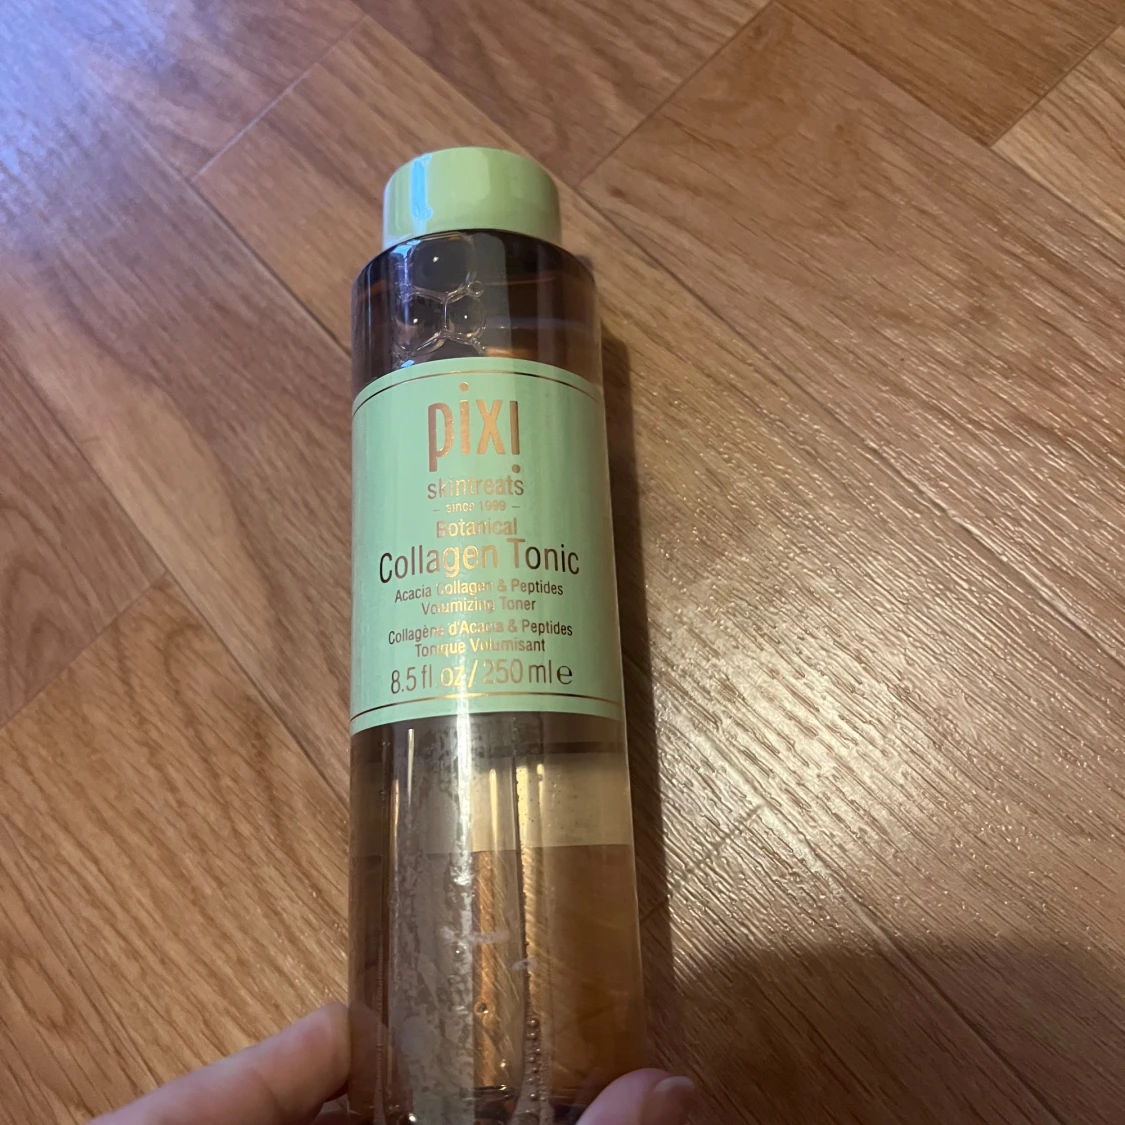 pixi
skintreats
– since 1999 –
Botanical
Collagen Tonic
Acacia Collagen & Peptides
Volumizing Toner
Collagène d'Acacia & Peptides
Tonique Volumisant
8.5 fl oz / 250 ml e